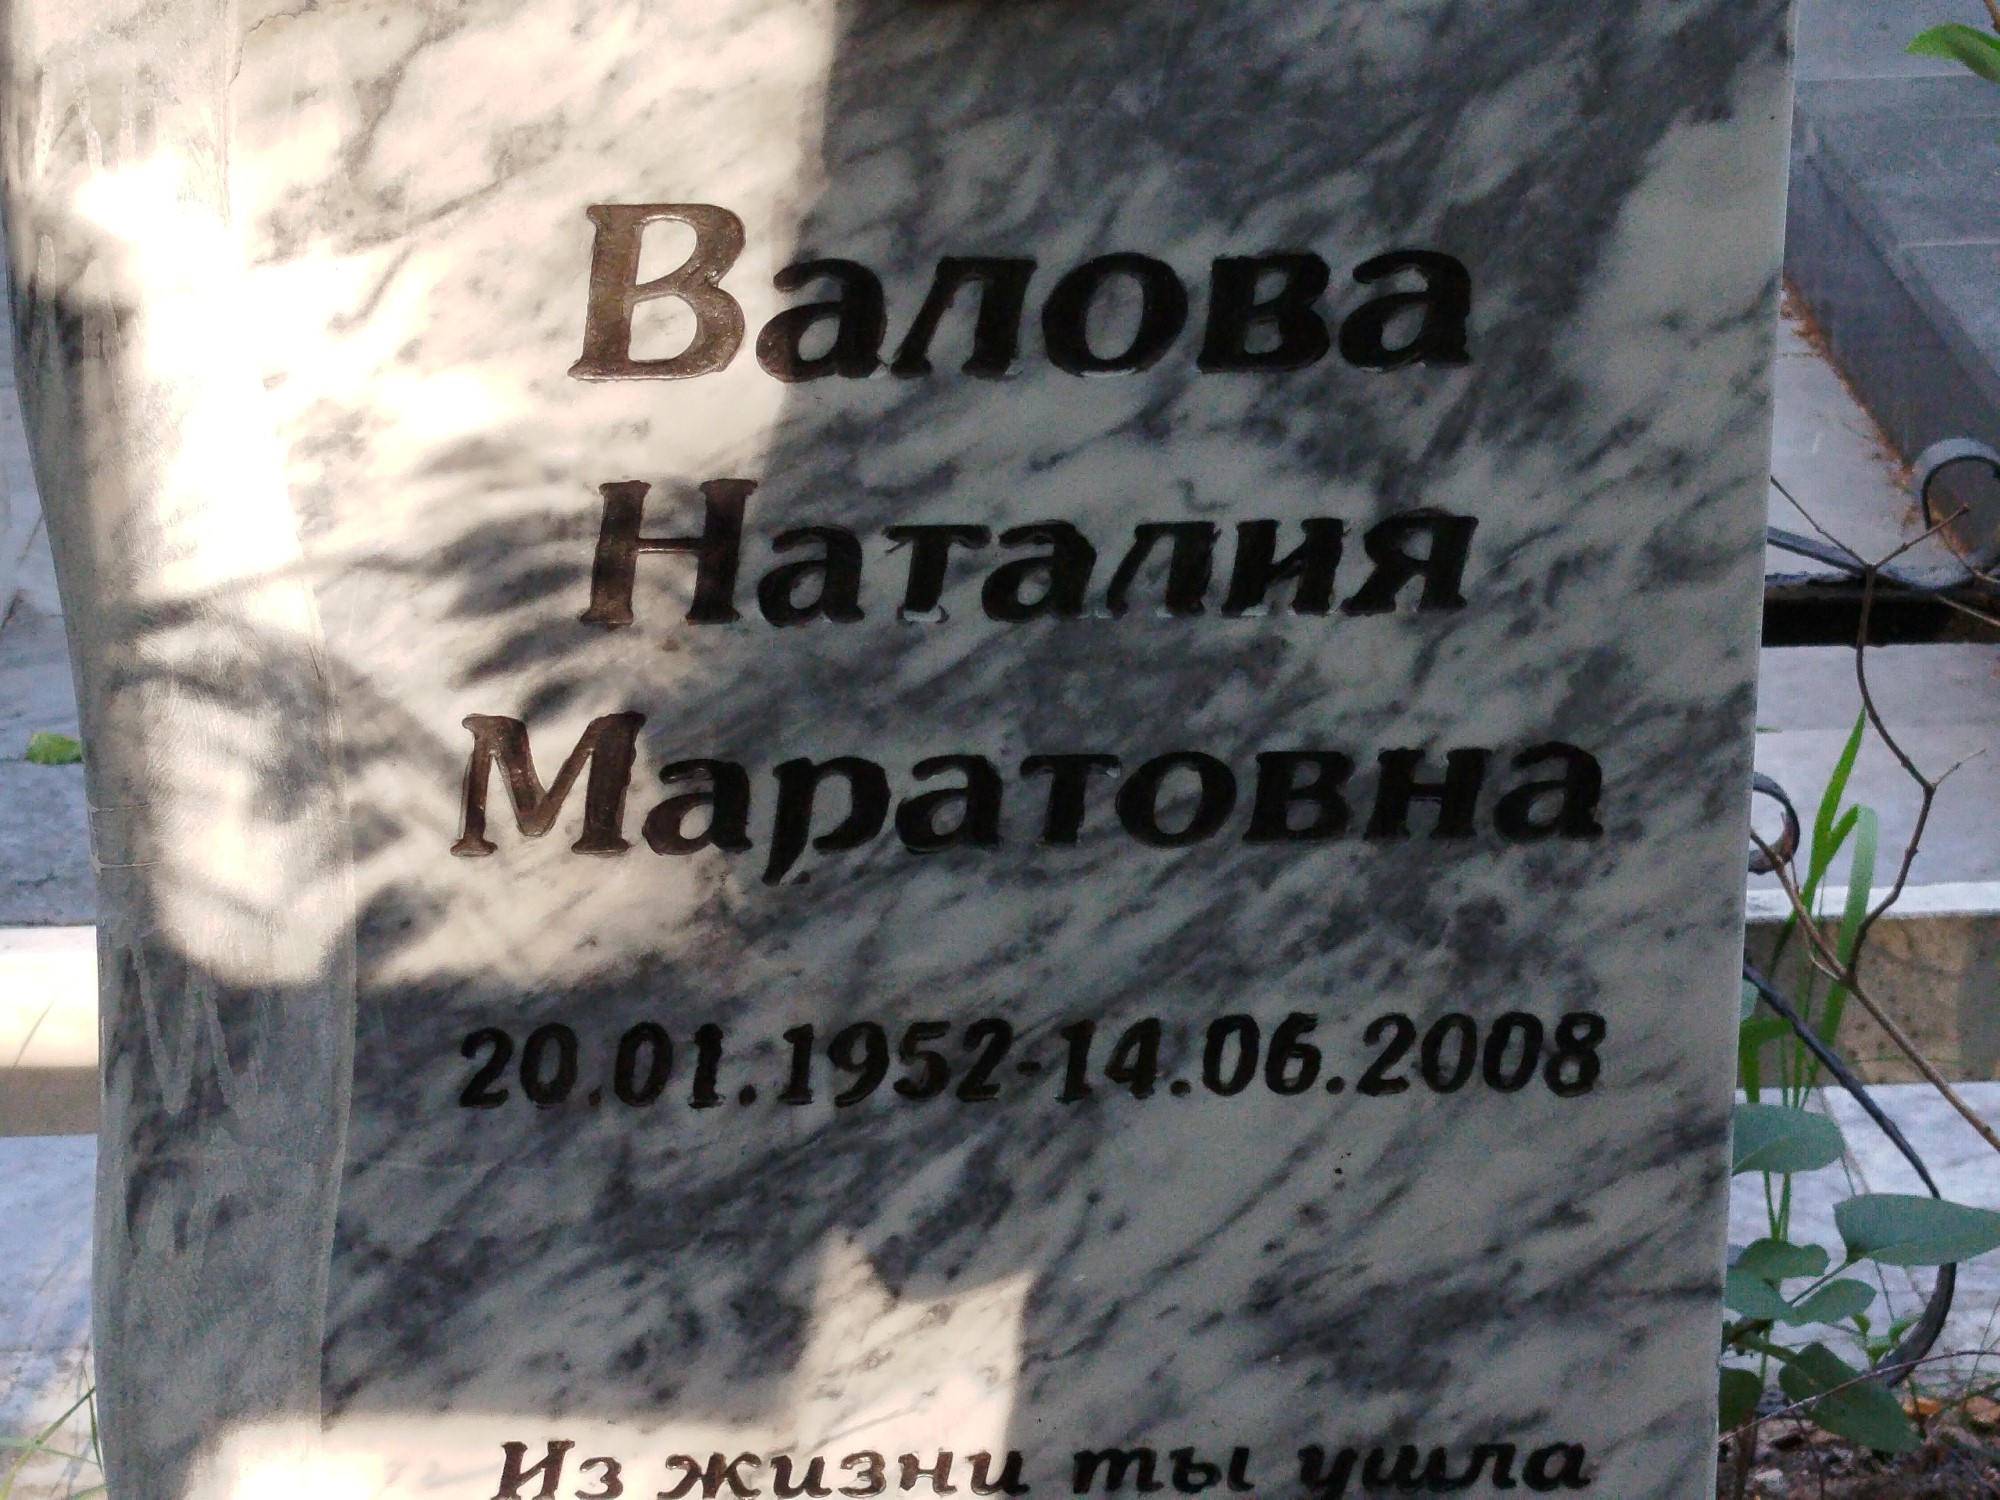 Валова
Наталия
Маратовна
20.01.1952-14.06.2008
Из жизни ты ушла